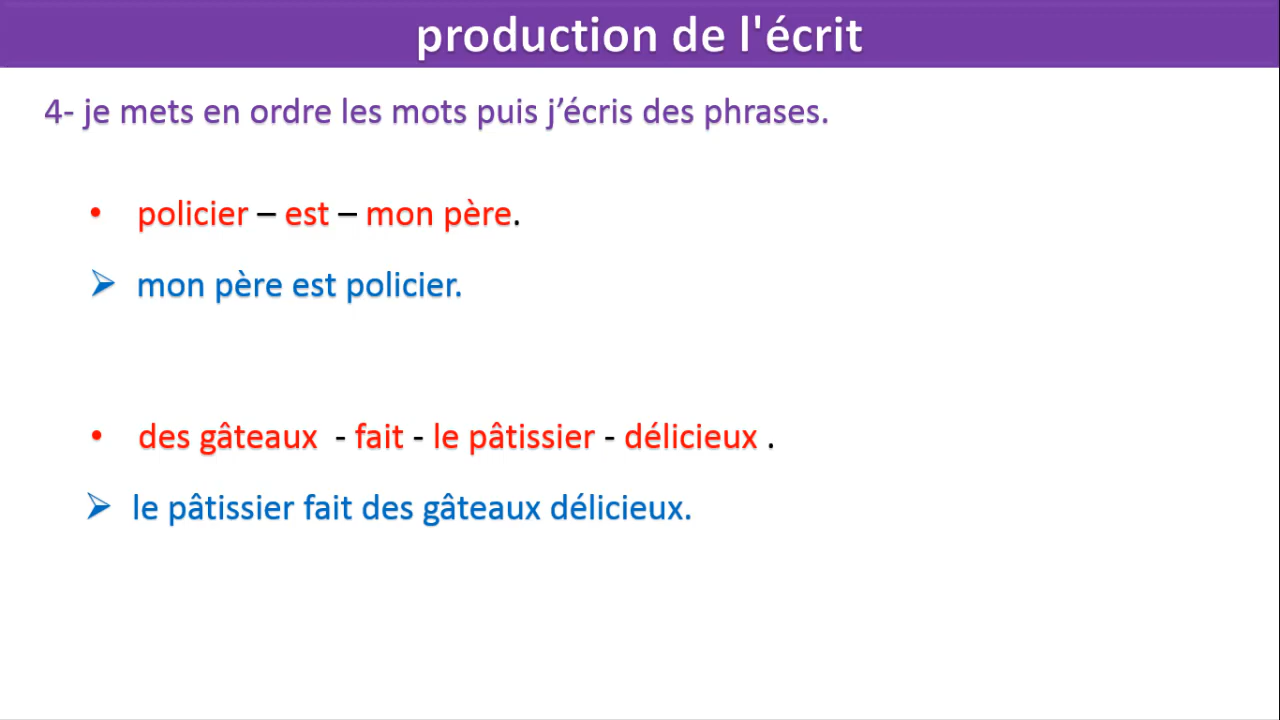 production de l'écrit
4- je mets en ordre les mots puis j’écris des phrases.
• policier – est – mon père.
➢ mon père est policier.
• des gâteaux - fait - le pâtissier - délicieux .
➢ le pâtissier fait des gâteaux délicieux.